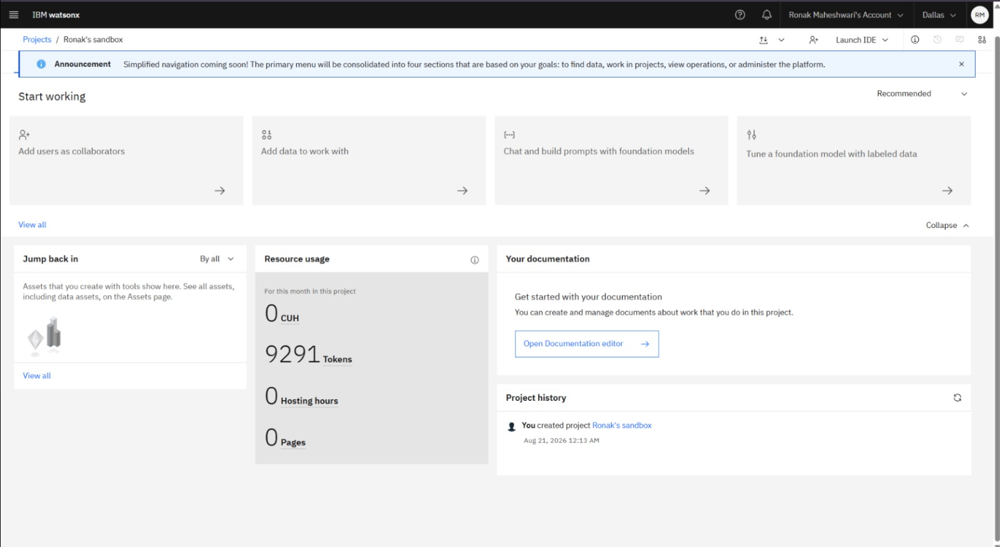 IBM watsonx
Ronak Maheshwari's Account
Dallas
RM
Projects / Ronak's sandbox
Launch IDE
Announcement Simplified navigation coming soon! The primary menu will be consolidated into four sections that are based on your goals: to find data, work in projects, view operations, or administer the platform.
Start working
Recommended
Add users as collaborators
Add data to work with
Chat and build prompts with foundation models
Tune a foundation model with labeled data
View all
Collapse
Jump back in
By all
Assets that you create with tools show here. See all assets,
including data assets, on the Assets page.
View all
Resource usage
For this month in this project
0 CUH
9291 Tokens
0 Hosting hours
0 Pages
Your documentation
Get started with your documentation
You can create and manage documents about work that you do in this project.
Open Documentation editor
Project history
You created project Ronak's sandbox
Aug 21, 2026 12:13 AM